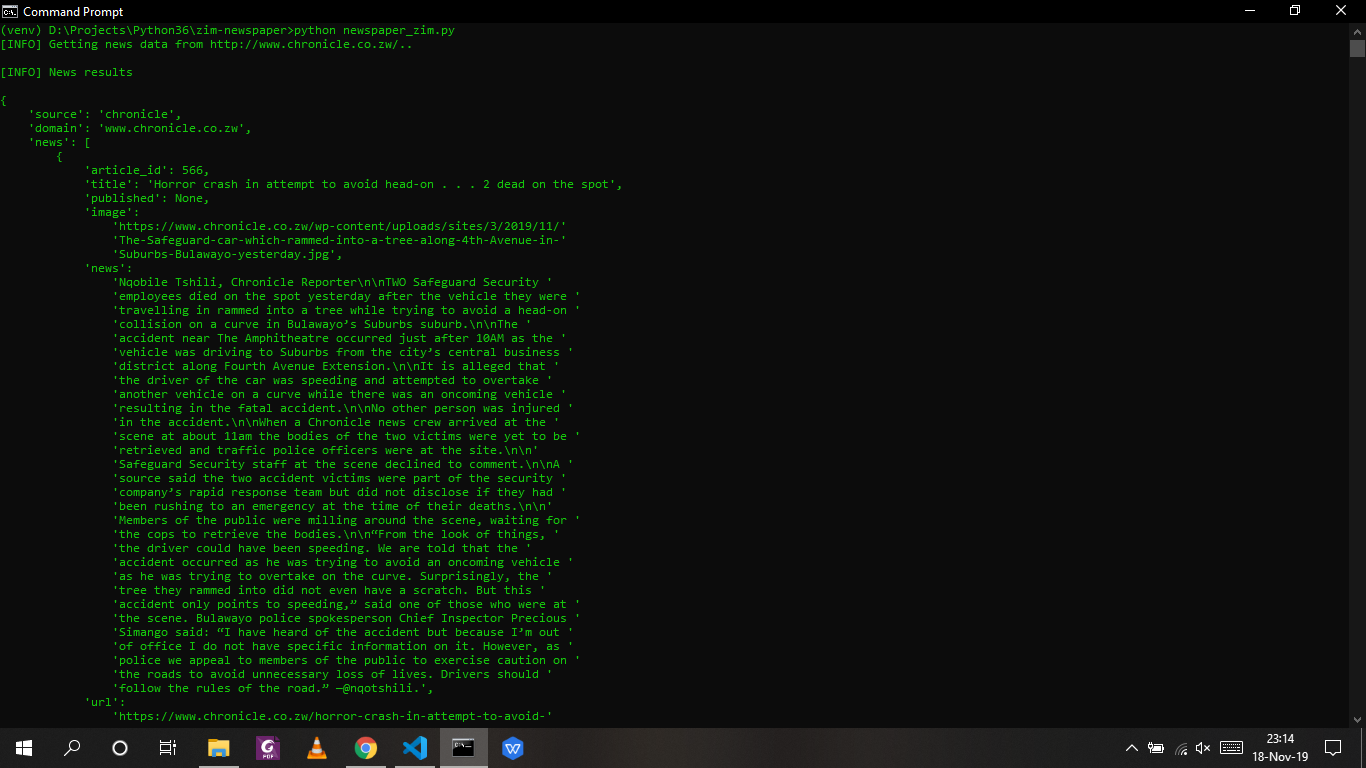 Command Prompt
(venv) D:\Projects\Python36\zim-newspaper>python newspaper_zim.py
[INFO] Getting news data from http://www.chronicle.co.zw/..
[INFO] News results
{
    'source': 'chronicle',
    'domain': 'www.chronicle.co.zw',
    'news': [
        {
            'article_id': 566,
            'title': 'Horror crash in attempt to avoid head-on . . . 2 dead on the spot',
            'published': None,
            'image':
                'https://www.chronicle.co.zw/wp-content/uploads/sites/3/2019/11/'
                'The-Safeguard-car-which-rammed-into-a-tree-along-4th-Avenue-in-'
                'Suburbs-Bulawayo-yesterday.jpg',
            'news':
                'Nqobile Tshili, Chronicle Reporter\n\nTWO Safeguard Security '
                'employees died on the spot yesterday after the vehicle they were '
                'travelling in rammed into a tree while trying to avoid a head-on '
                'collision on a curve in Bulawayo’s Suburbs suburb.\n\nThe '
                'accident near The Amphitheatre occurred just after 10AM as the '
                'vehicle was driving to Suburbs from the city’s central business '
                'district along Fourth Avenue Extension.\n\nIt is alleged that '
                'the driver of the car was speeding and attempted to overtake '
                'another vehicle on a curve while there was an oncoming vehicle '
                'resulting in the fatal accident.\n\nNo other person was injured '
                'in the accident.\n\nWhen a Chronicle news crew arrived at the '
                'scene at about 11am the bodies of the two victims were yet to be '
                'retrieved and traffic police officers were at the site.\n\n'
                'Safeguard Security staff at the scene declined to comment.\n\nA '
                'source said the two accident victims were part of the security '
                'company’s rapid response team but did not disclose if they had '
                'been rushing to an emergency at the time of their deaths.\n\n'
                'Members of the public were milling around the scene, waiting for '
                'the cops to retrieve the bodies.\n\n“From the look of things, '
                'the driver could have been speeding. We are told that the '
                'accident occurred as he was trying to avoid an oncoming vehicle '
                'as he was trying to overtake on the curve. Surprisingly, the '
                'tree they rammed into did not even have a scratch. But this '
                'accident only points to speeding,” said one of those who were at '
                'the scene. Bulawayo police spokesperson Chief Inspector Precious '
                'Simango said: “I have heard of the accident but because I’m out '
                'of office I do not have specific information on it. However, as '
                'police we appeal to members of the public to exercise caution on '
                'the roads to avoid unnecessary loss of lives. Drivers should '
                'follow the rules of the road.” —@nqotshili.',
            'url':
                'https://www.chronicle.co.zw/horror-crash-in-attempt-to-avoid-'
23:14
18-Nov-19